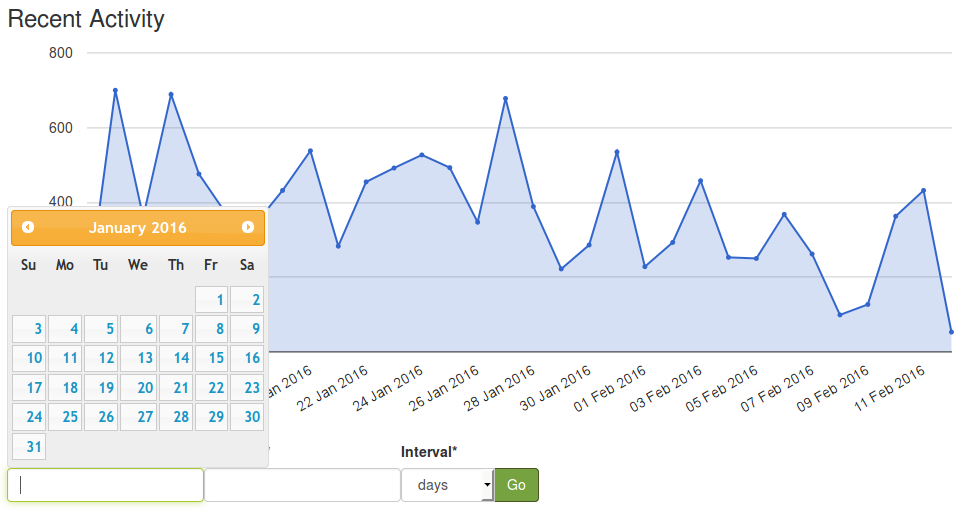 Recent Activity
800
600
400
January 2016
Su Mo Tu We Th Fr Sa
1 2
3 4 5 6 7 8 9
10 11 12 13 14 15 16
17 18 19 20 21 22 23
24 25 26 27 28 29 30
31
an 2016 22 Jan 2016 24 Jan 2016 26 Jan 2016 28 Jan 2016 30 Jan 2016 01 Feb 2016 03 Feb 2016 05 Feb 2016 07 Feb 2016 09 Feb 2016 11 Feb 2016
Interval*
days Go